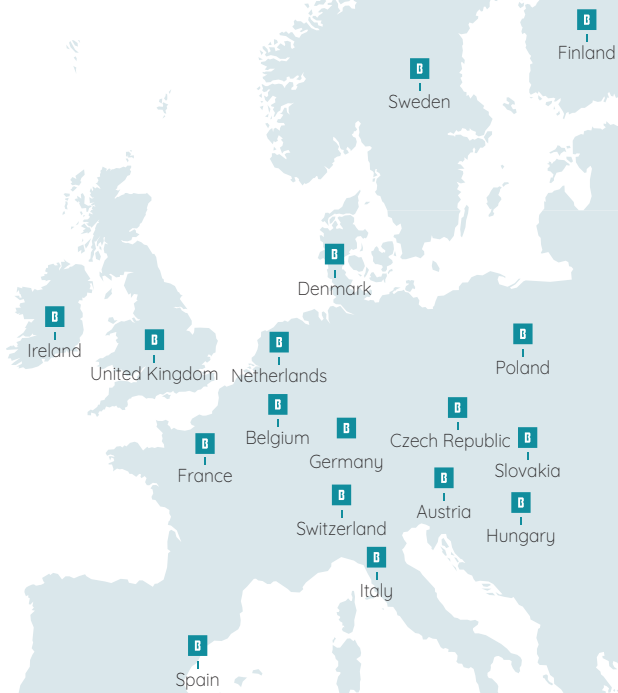 Finland
Sweden
Denmark
Ireland
United Kingdom
Netherlands
Poland
Belgium
Czech Republic
Germany
Slovakia
France
Austria
Switzerland
Hungary
Italy
Spain